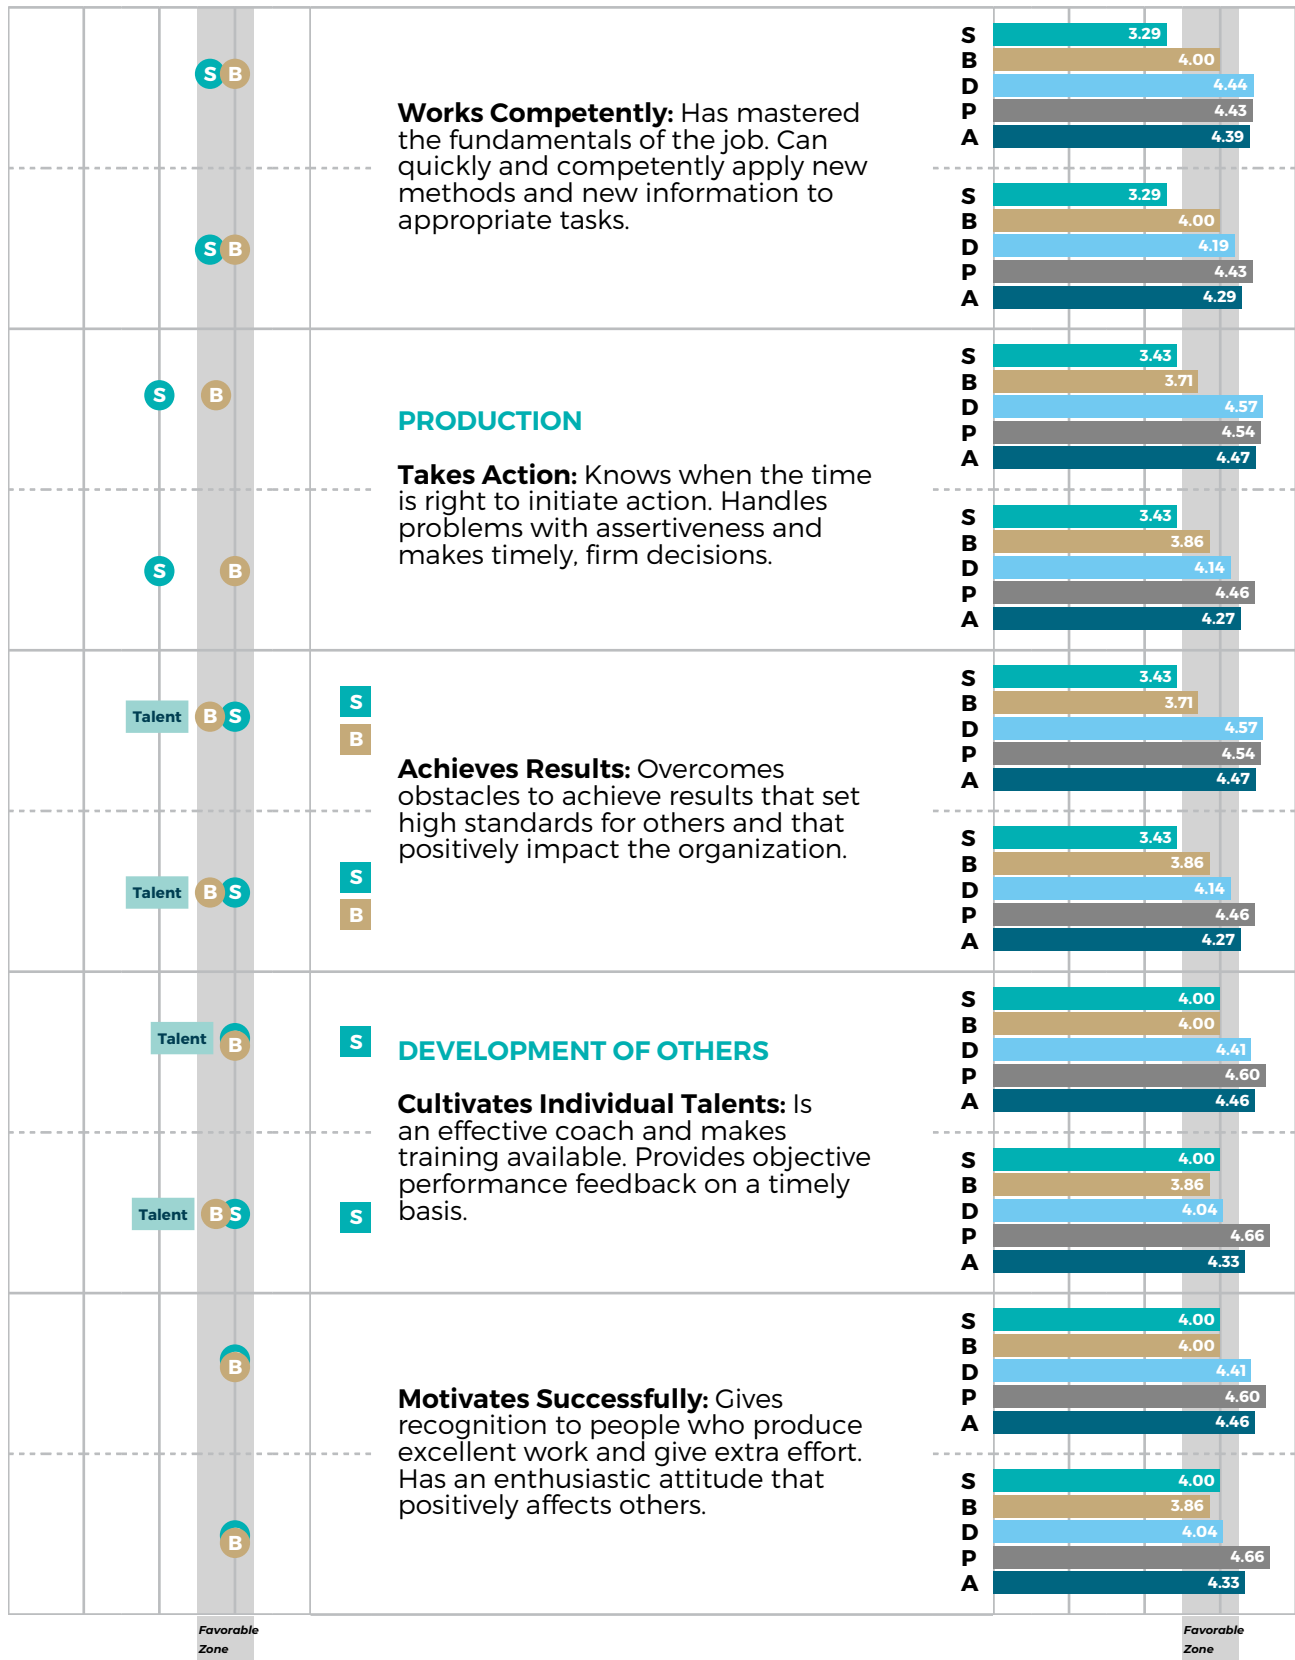 S B
Works Competently: Has mastered
the fundamentals of the job. Can
quickly and competently apply new
methods and new information to
appropriate tasks.
S 3.29
B 4.00
D 4.44
P 4.43
A 4.39
S B
S 3.29
B 4.00
D 4.19
P 4.43
A 4.29
S B
PRODUCTION
Takes Action: Knows when the time
is right to initiate action. Handles
problems with assertiveness and
makes timely, firm decisions.
S 3.43
B 3.71
D 4.57
P 4.54
A 4.47
S B
S 3.43
B 3.86
D 4.14
P 4.46
A 4.27
Talent B S
S
B
Achieves Results: Overcomes
obstacles to achieve results that set
high standards for others and that
positively impact the organization.
S 3.43
B 3.71
D 4.57
P 4.54
A 4.47
Talent B S
S
B
S 3.43
B 3.86
D 4.14
P 4.46
A 4.27
Talent B
S
DEVELOPMENT OF OTHERS
Cultivates Individual Talents: Is
an effective coach and makes
training available. Provides objective
performance feedback on a timely
basis.
S 4.00
B 4.00
D 4.41
P 4.60
A 4.46
Talent B S
S
S 4.00
B 3.86
D 4.04
P 4.66
A 4.33
B
Motivates Successfully: Gives
recognition to people who produce
excellent work and give extra effort.
Has an enthusiastic attitude that
positively affects others.
S 4.00
B 4.00
D 4.41
P 4.60
A 4.46
B
S 4.00
B 3.86
D 4.04
P 4.66
A 4.33
Favorable
Zone
Favorable
Zone